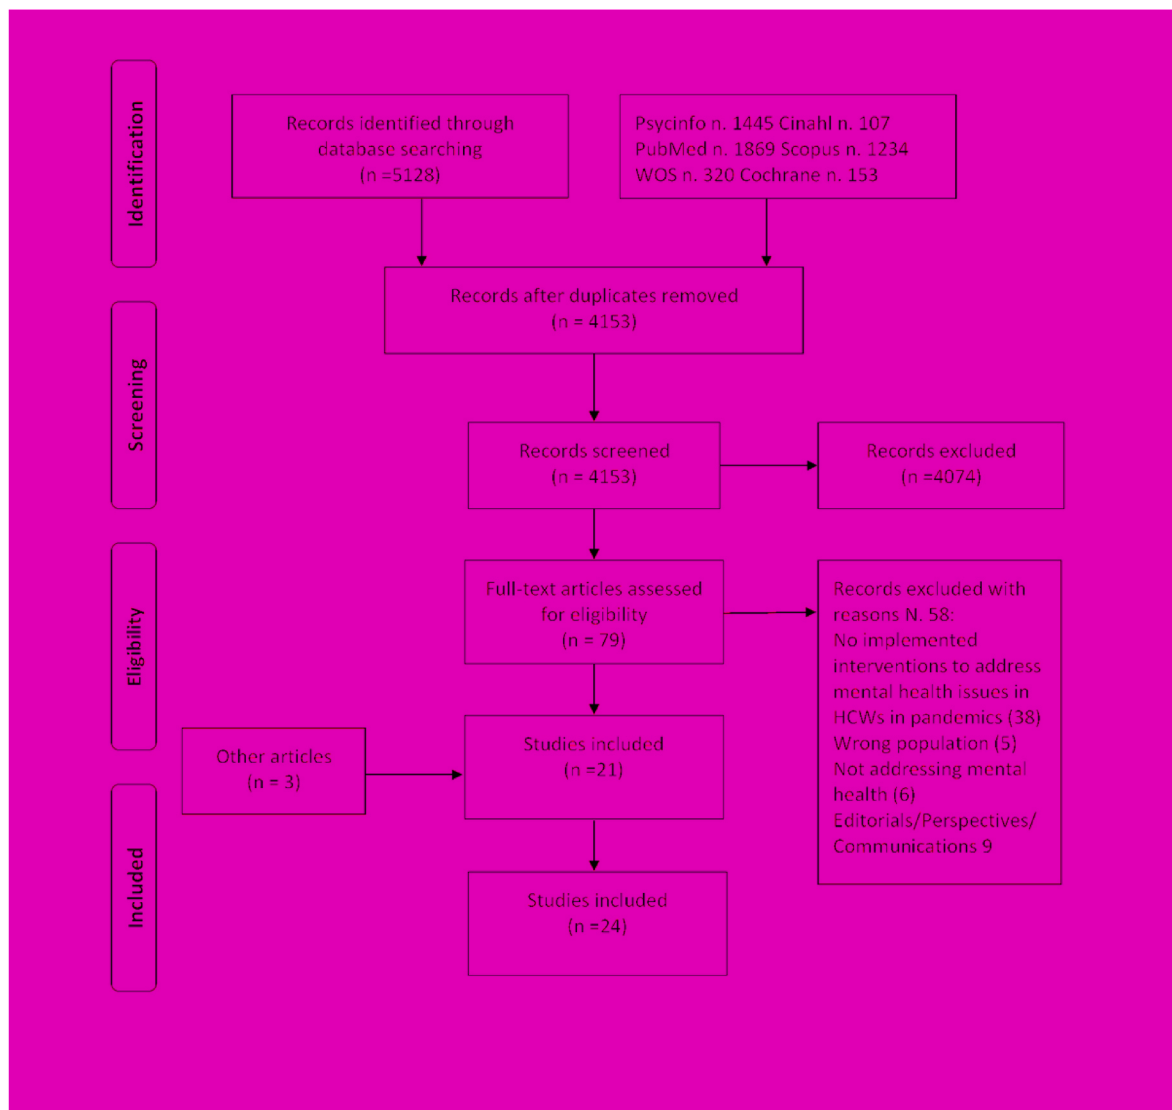 Identification
Records identified through
database searching
(n =5128)
Psycinfo n. 1445 Cinahl n. 107
PubMed n. 1869 Scopus n. 1234
WOS n. 320 Cochrane n. 153
Records after duplicates removed
(n = 4153)
Screening
Records screened
(n = 4153)
Records excluded
(n =4074)
Eligibility
Full-text articles assessed
for eligibility
(n = 79)
Records excluded with
reasons N. 58:
No implemented
interventions to address
mental health issues in
HCWs in pandemics (38)
Wrong population (5)
Not addressing mental
health (6)
Editorials/Perspectives/
Communications 9
Other articles
(n = 3)
Studies included
(n =21)
Included
Studies included
(n =24)